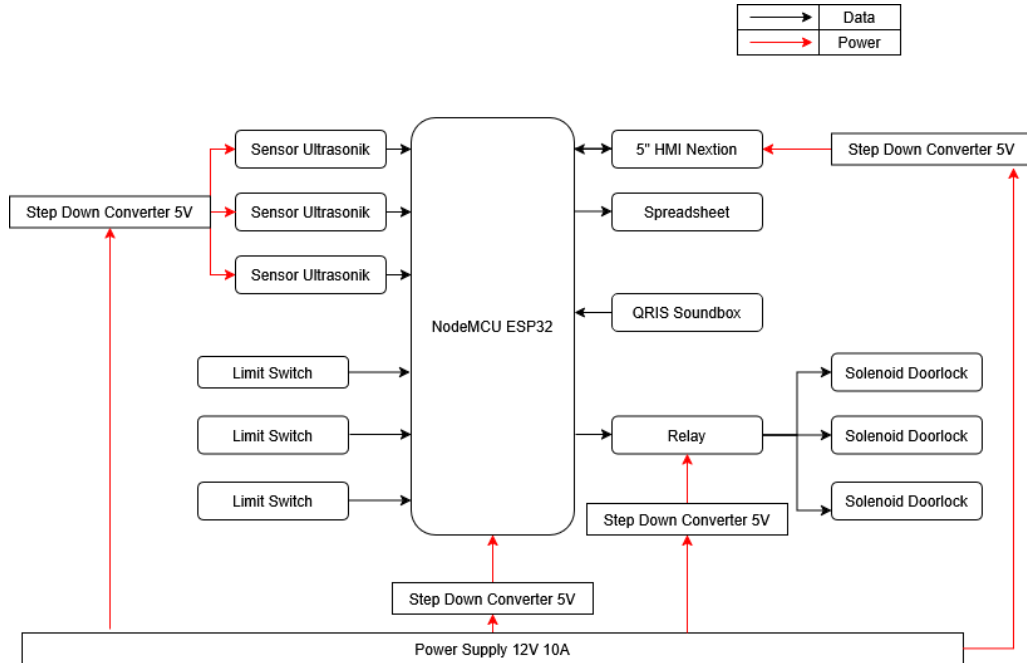 Data
Power
Sensor Ultrasonik
5" HMI Nextion
Step Down Converter 5V
Step Down Converter 5V
Sensor Ultrasonik
Spreadsheet
Sensor Ultrasonik
QRIS Soundbox
NodeMCU ESP32
Limit Switch
Solenoid Doorlock
Limit Switch
Relay
Solenoid Doorlock
Limit Switch
Solenoid Doorlock
Step Down Converter 5V
Step Down Converter 5V
Power Supply 12V 10A